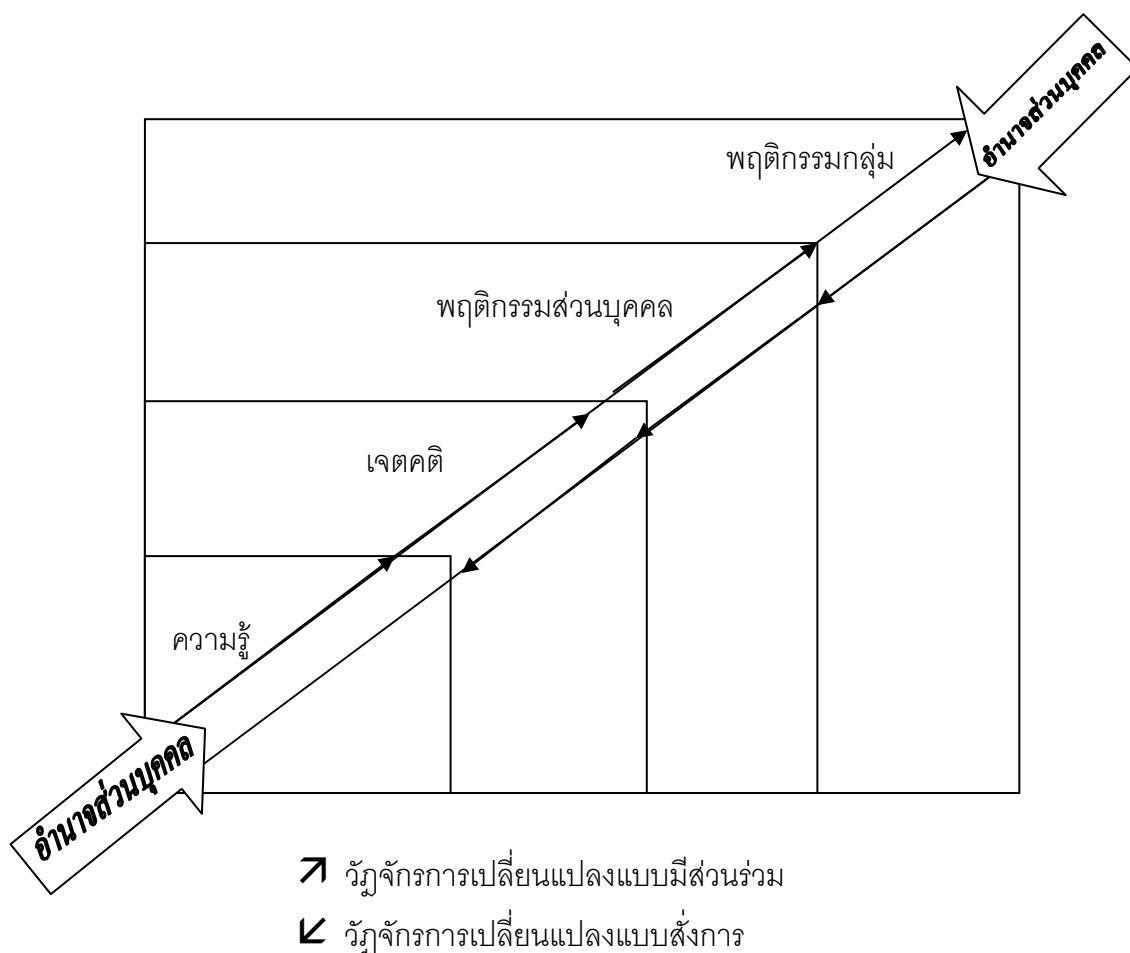 อำนาจส่วนบุคคล
พฤติกรรมกลุ่ม
พฤติกรรมส่วนบุคคล
เจตคติ
ความรู้
อำนาจส่วนบุคคล
วัฎจักรการเปลี่ยนแปลงแบบมีส่วนร่วม
วัฎจักรการเปลี่ยนแปลงแบบสั่งการ